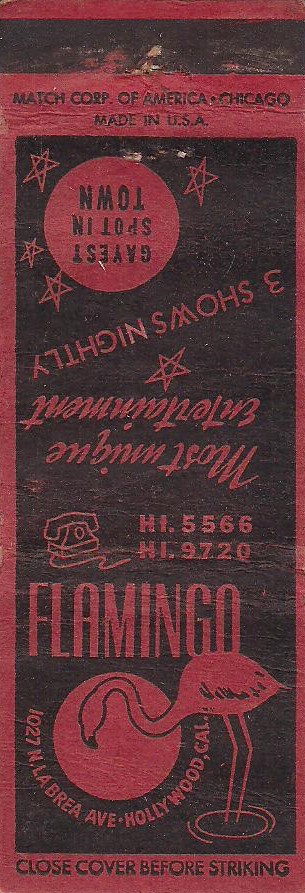 MATCH CORP. OF AMERICA · CHICAGO
MADE IN U.S.A.
GAYEST
SPOT IN
TOWN
3 SHOWS NIGHTLY
Most unique
entertainment
HI. 5566
HI. 9720
FLAMINGO
1027 N. LA BREA AVE · HOLLYWOOD, CAL.
CLOSE COVER BEFORE STRIKING